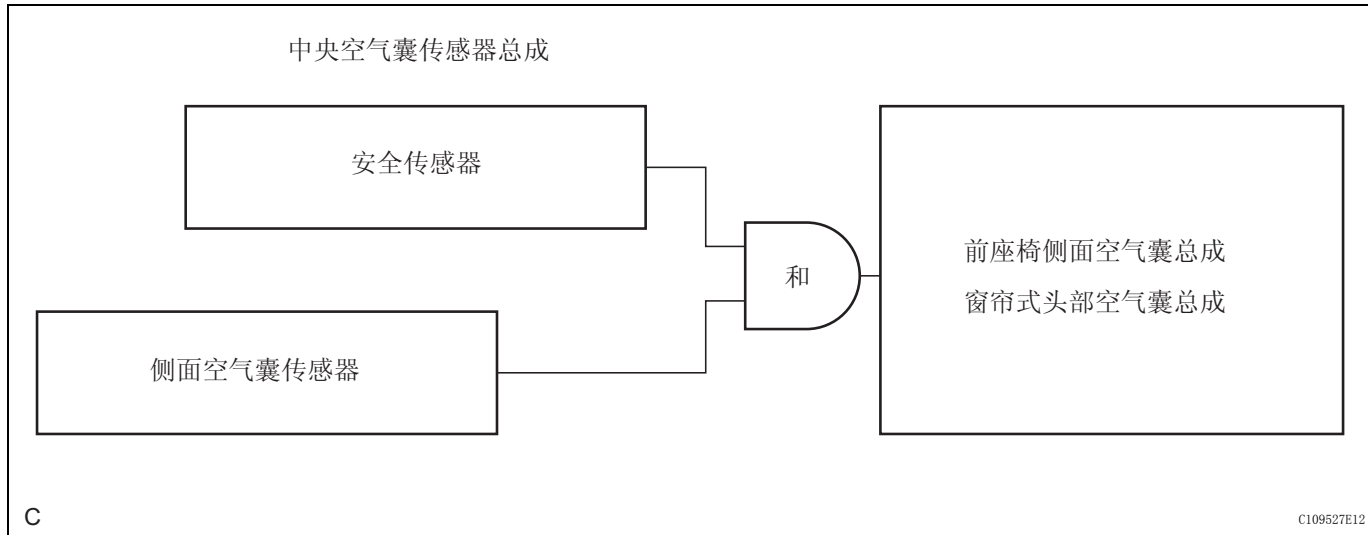 中央空气囊传感器总成
安全传感器
侧面空气囊传感器
和
前座椅侧面空气囊总成
窗帘式头部空气囊总成
C
C109527E12